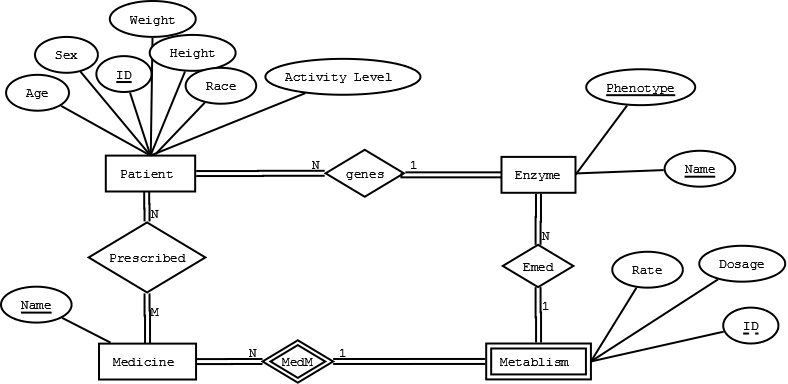 Weight
Sex
ID
Height
Age
Race
Activity Level
Phenotype
Patient
N
genes
1
Enzyme
Name
N
N
Prescribed
Emed
Rate
Dosage
Name
M
1
ID
Medicine
N
MedM
1
Metablism